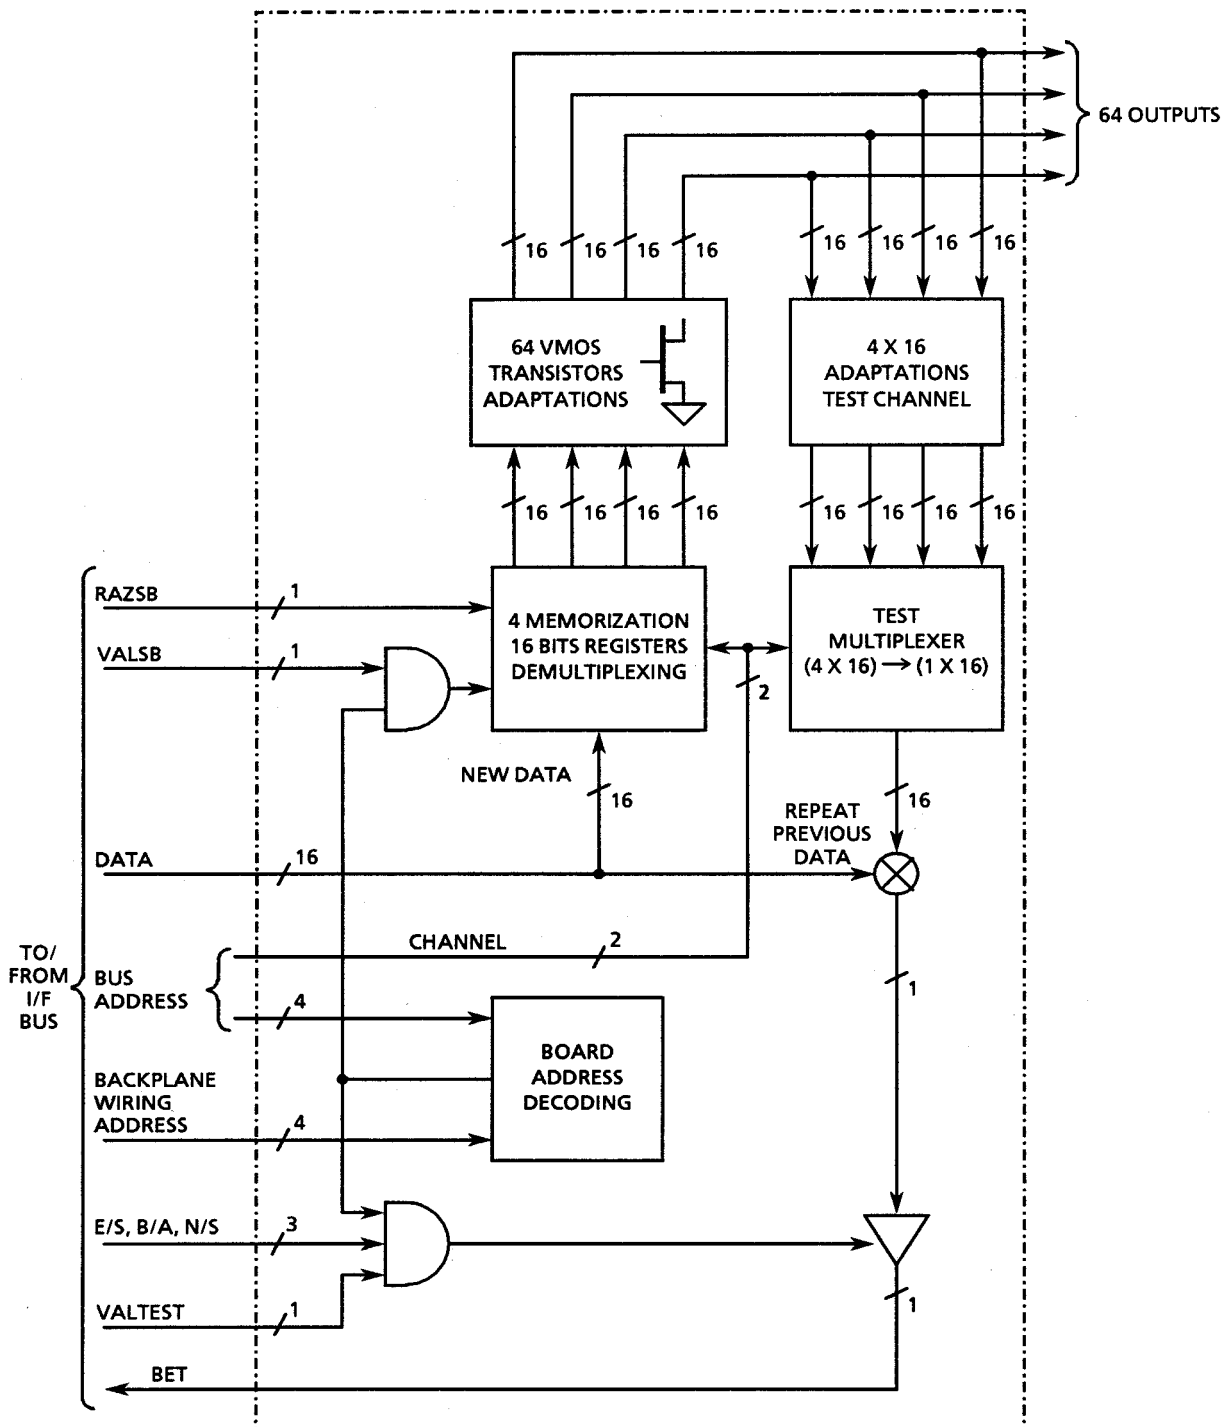 64 OUTPUTS
16 16 16 16 16 16 16 16
64 VMOS
TRANSISTORS
ADAPTATIONS
4 X 16
ADAPTATIONS
TEST CHANNEL
16 16 16 16 16 16 16 16
RAZSB 1
VALSB 1
4 MEMORIZATION
16 BITS REGISTERS
DEMULTIPLEXING
2
TEST
MULTIPLEXER
(4 X 16) → (1 X 16)
NEW DATA
16
16
REPEAT
PREVIOUS
DATA
DATA 16
CHANNEL 2
TO/
FROM
I/F
BUS
BUS
ADDRESS
4
1
BOARD
ADDRESS
DECODING
BACKPLANE
WIRING
ADDRESS
4
E/S, B/A, N/S 3
VALTEST 1
1
BET